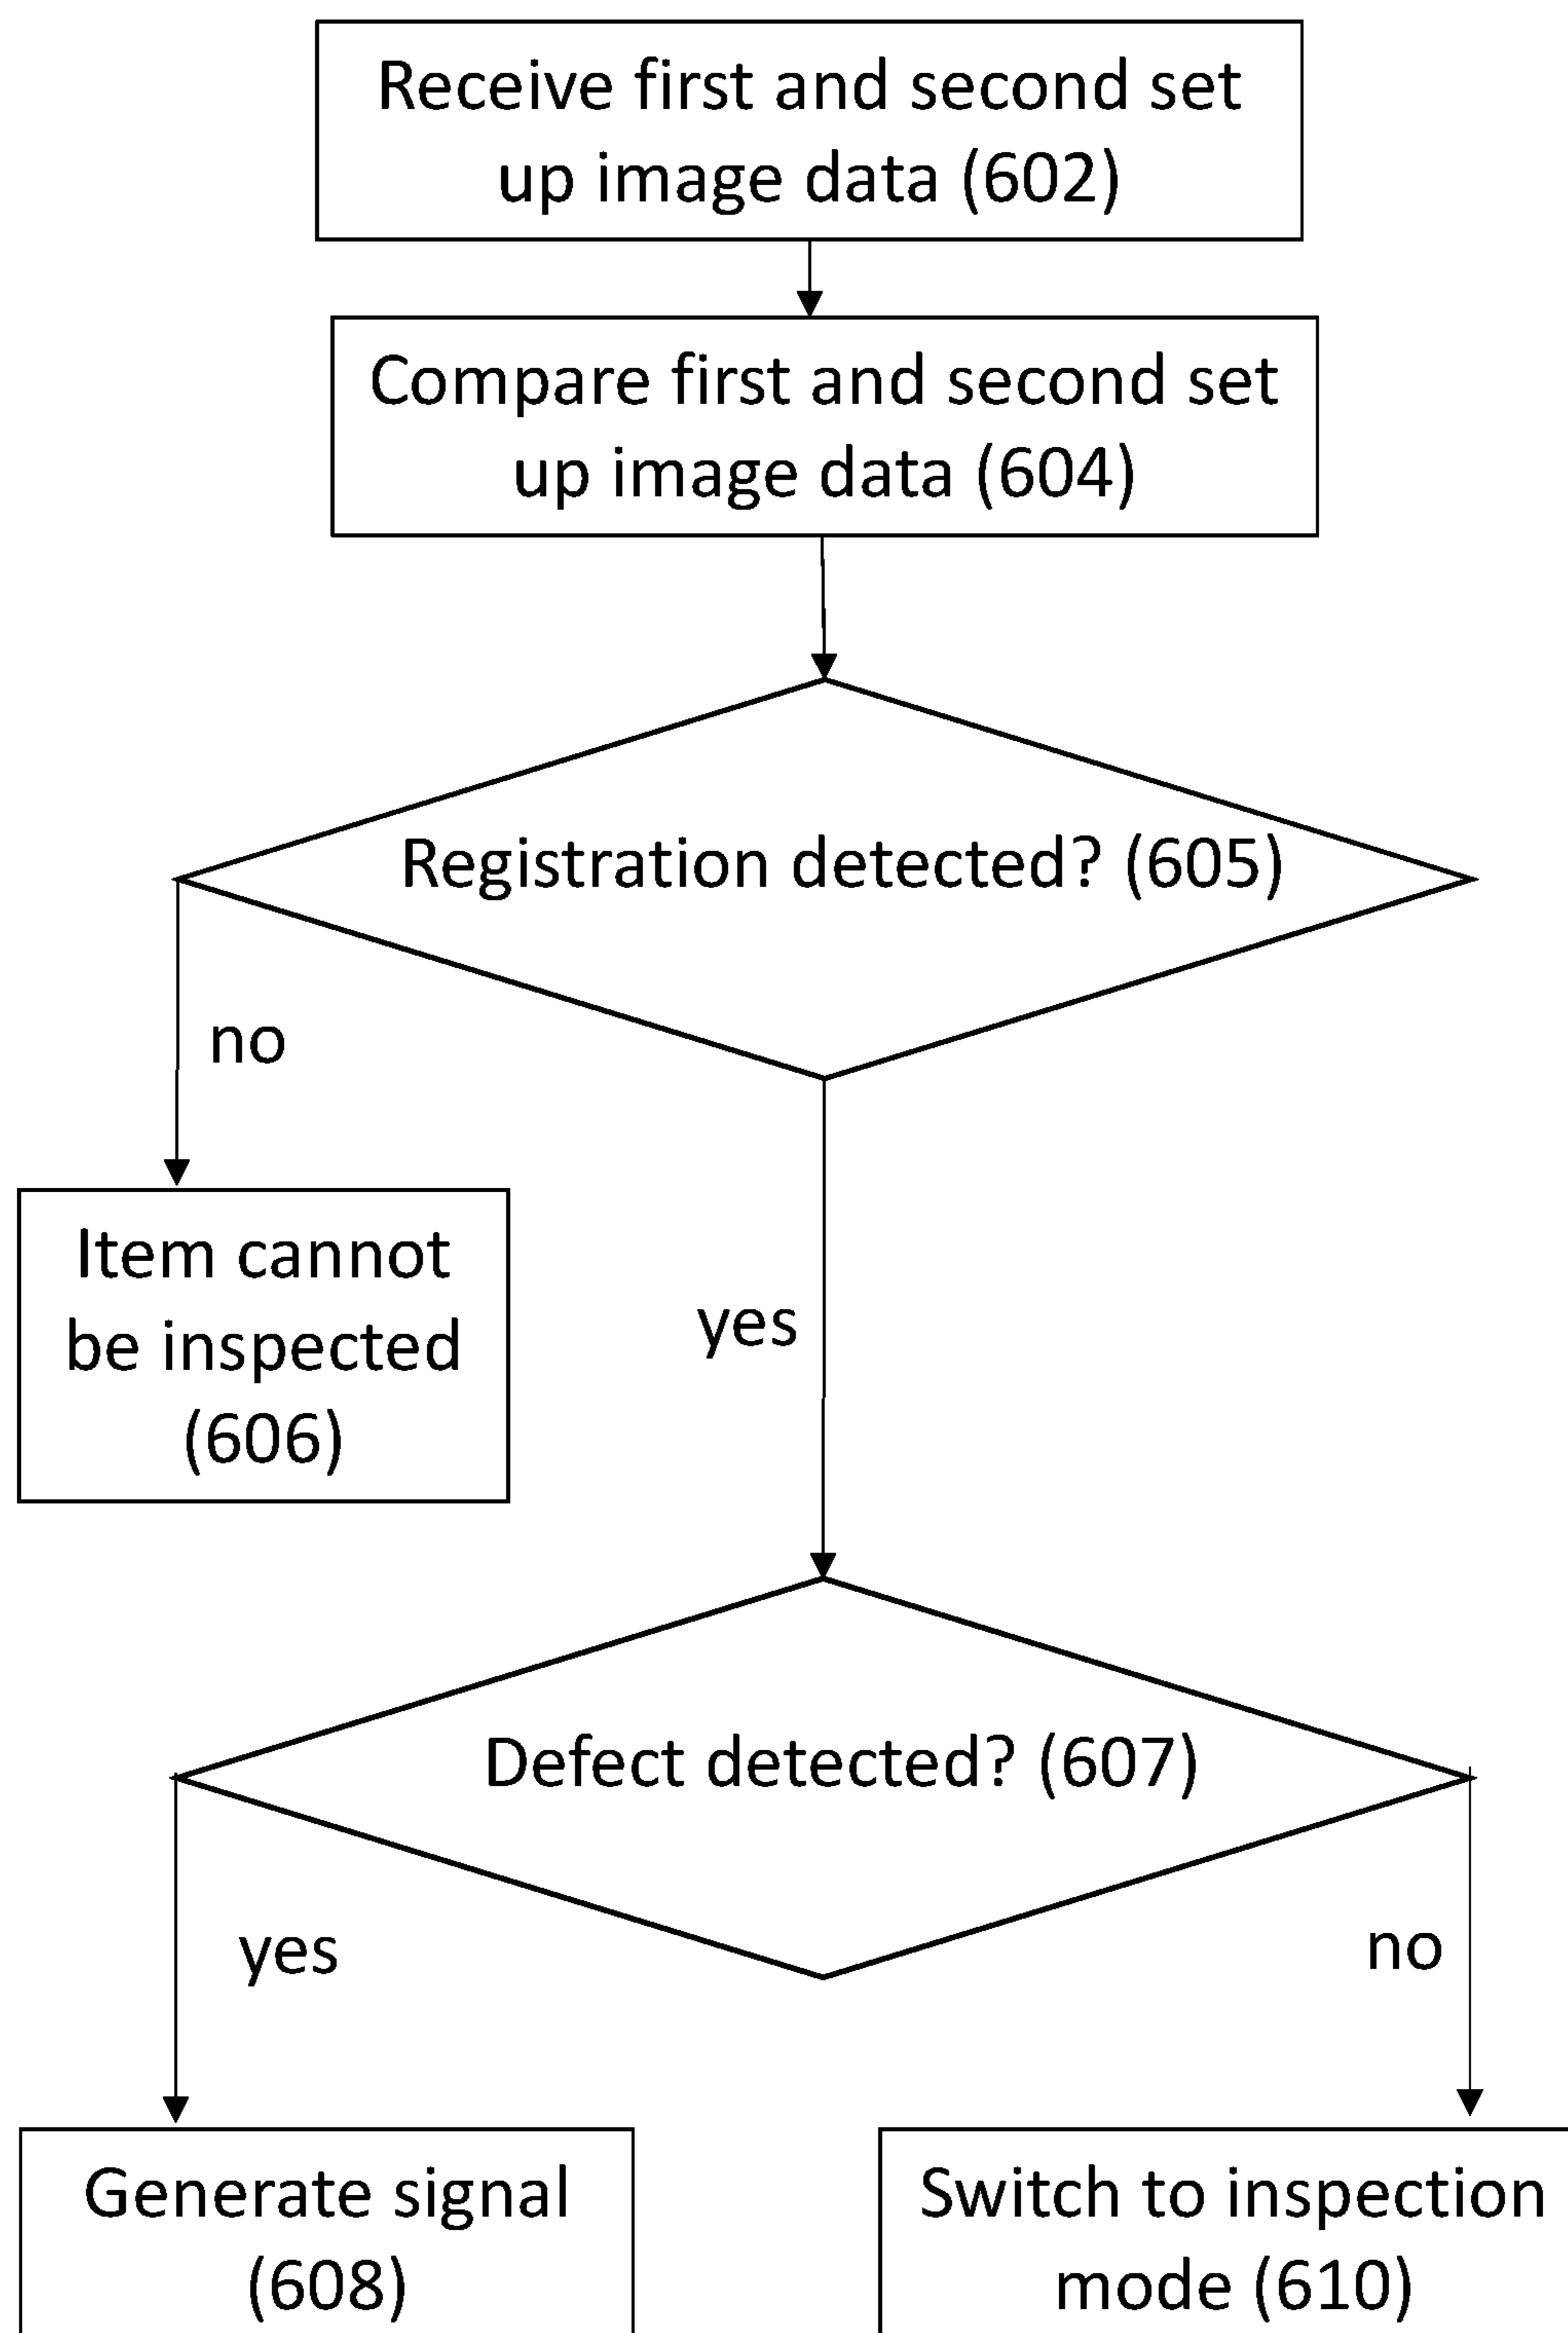 Receive first and second set
up image data (602)
Compare first and second set
up image data (604)
Registration detected? (605)
no
Item cannot
be inspected
(606)
yes
Defect detected? (607)
yes
no
Generate signal
(608)
Switch to inspection
mode (610)